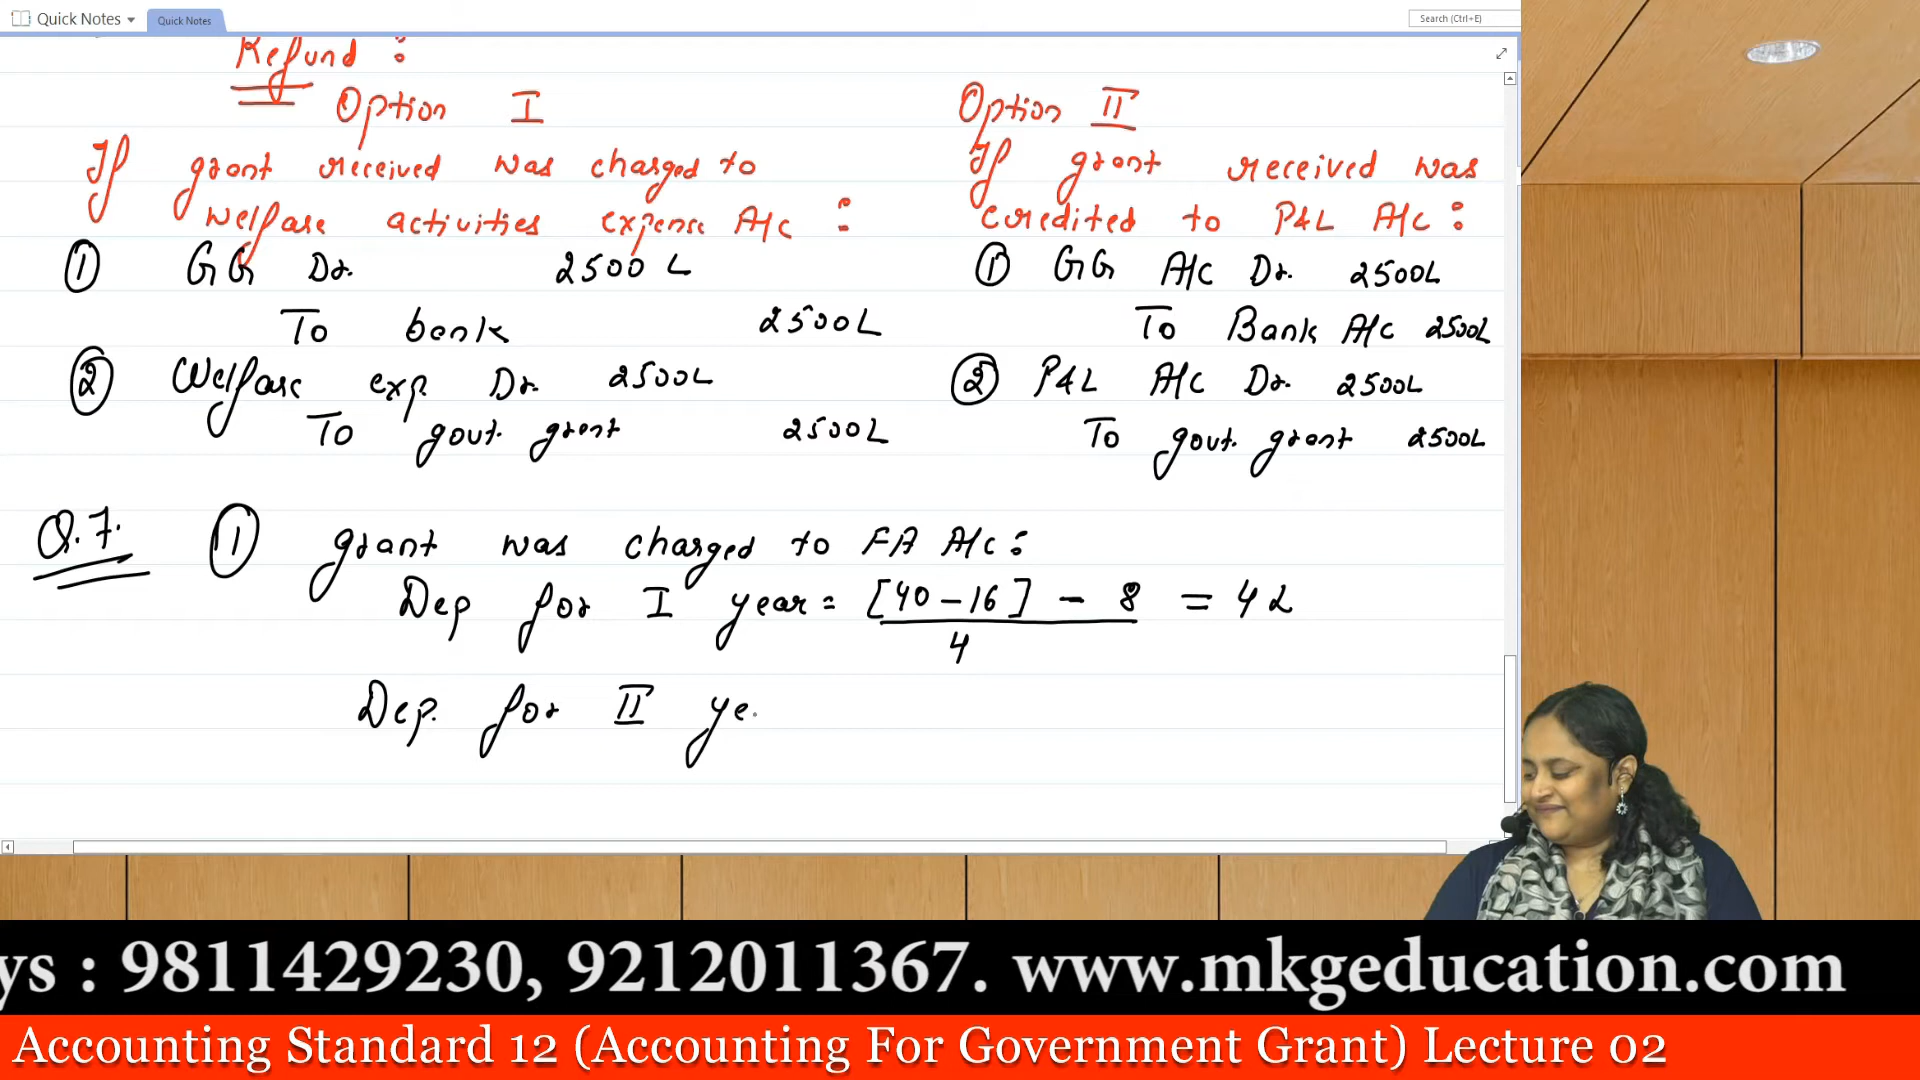 Quick Notes
Quick Notes
Search (Ctrl+E)
Refund :
Option I
If grant received was charged to
welfare activities expense A/c :
① GG Dr. 2500 L
To bank 2500L
② Welfare exp Dr. 2500L
To govt. grant 2500L
Option II
If grant received was
credited to P&L A/c :
① GG A/c Dr. 2500L
To Bank A/c 2500L
② P&L A/c Dr. 2500L
To govt. grant 2500L
Q.7. ① grant was charged to FA A/c :
Dep for I year = [40 - 16] - 8 = 4L
4
Dep. for II ye
ys : 9811429230, 9212011367. www.mkgeducation.com
Accounting Standard 12 (Accounting For Government Grant) Lecture 02